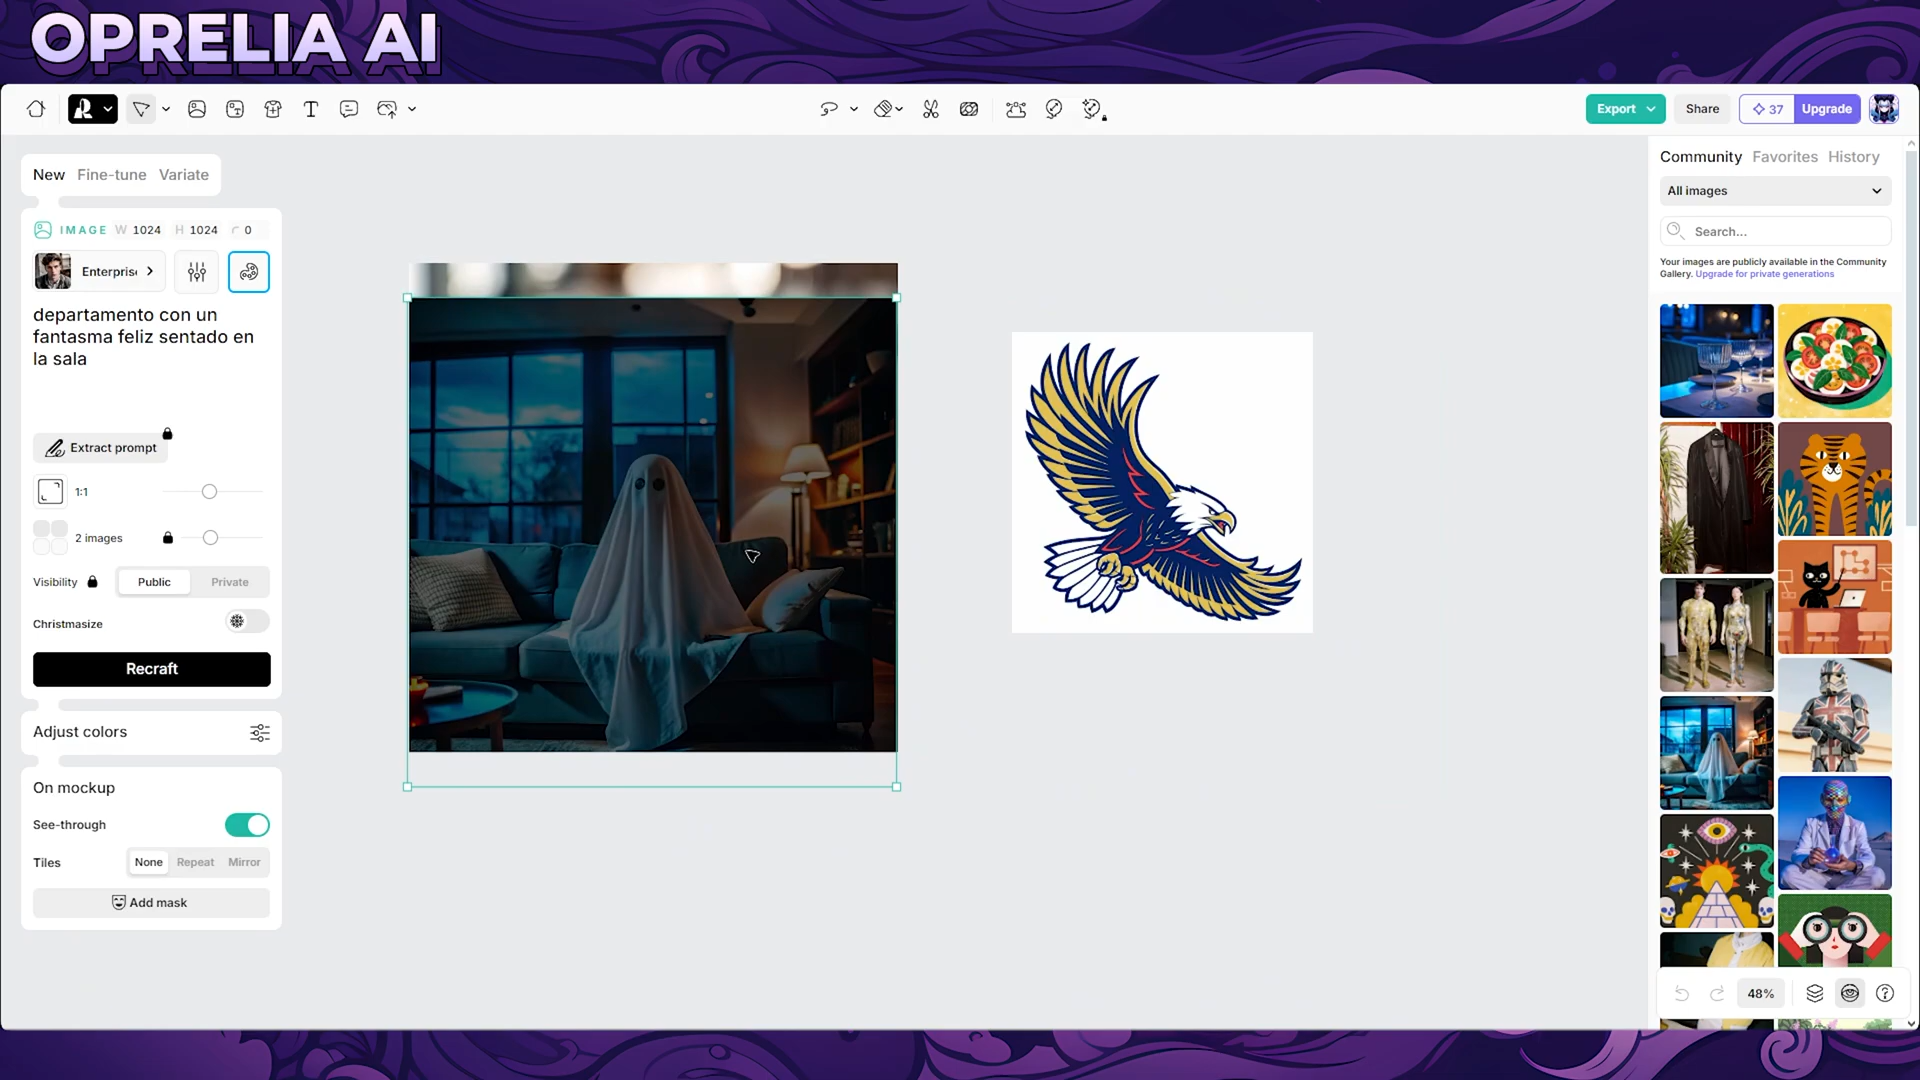 OPRELIA AI
Export
Share
37
Upgrade
New Fine-tune Variate
IMAGE W 1024 H 1024 0
Enterpris
departamento con un
fantasma feliz sentado en
la sala
Extract prompt
1:1
2 images
Visibility Public Private
Christmasize
Recraft
Adjust colors
On mockup
See-through
Tiles None Repeat Mirror
Add mask
Community Favorites History
All images
Search...
Your images are publicly available in the Community
Gallery. Upgrade for private generations
48%